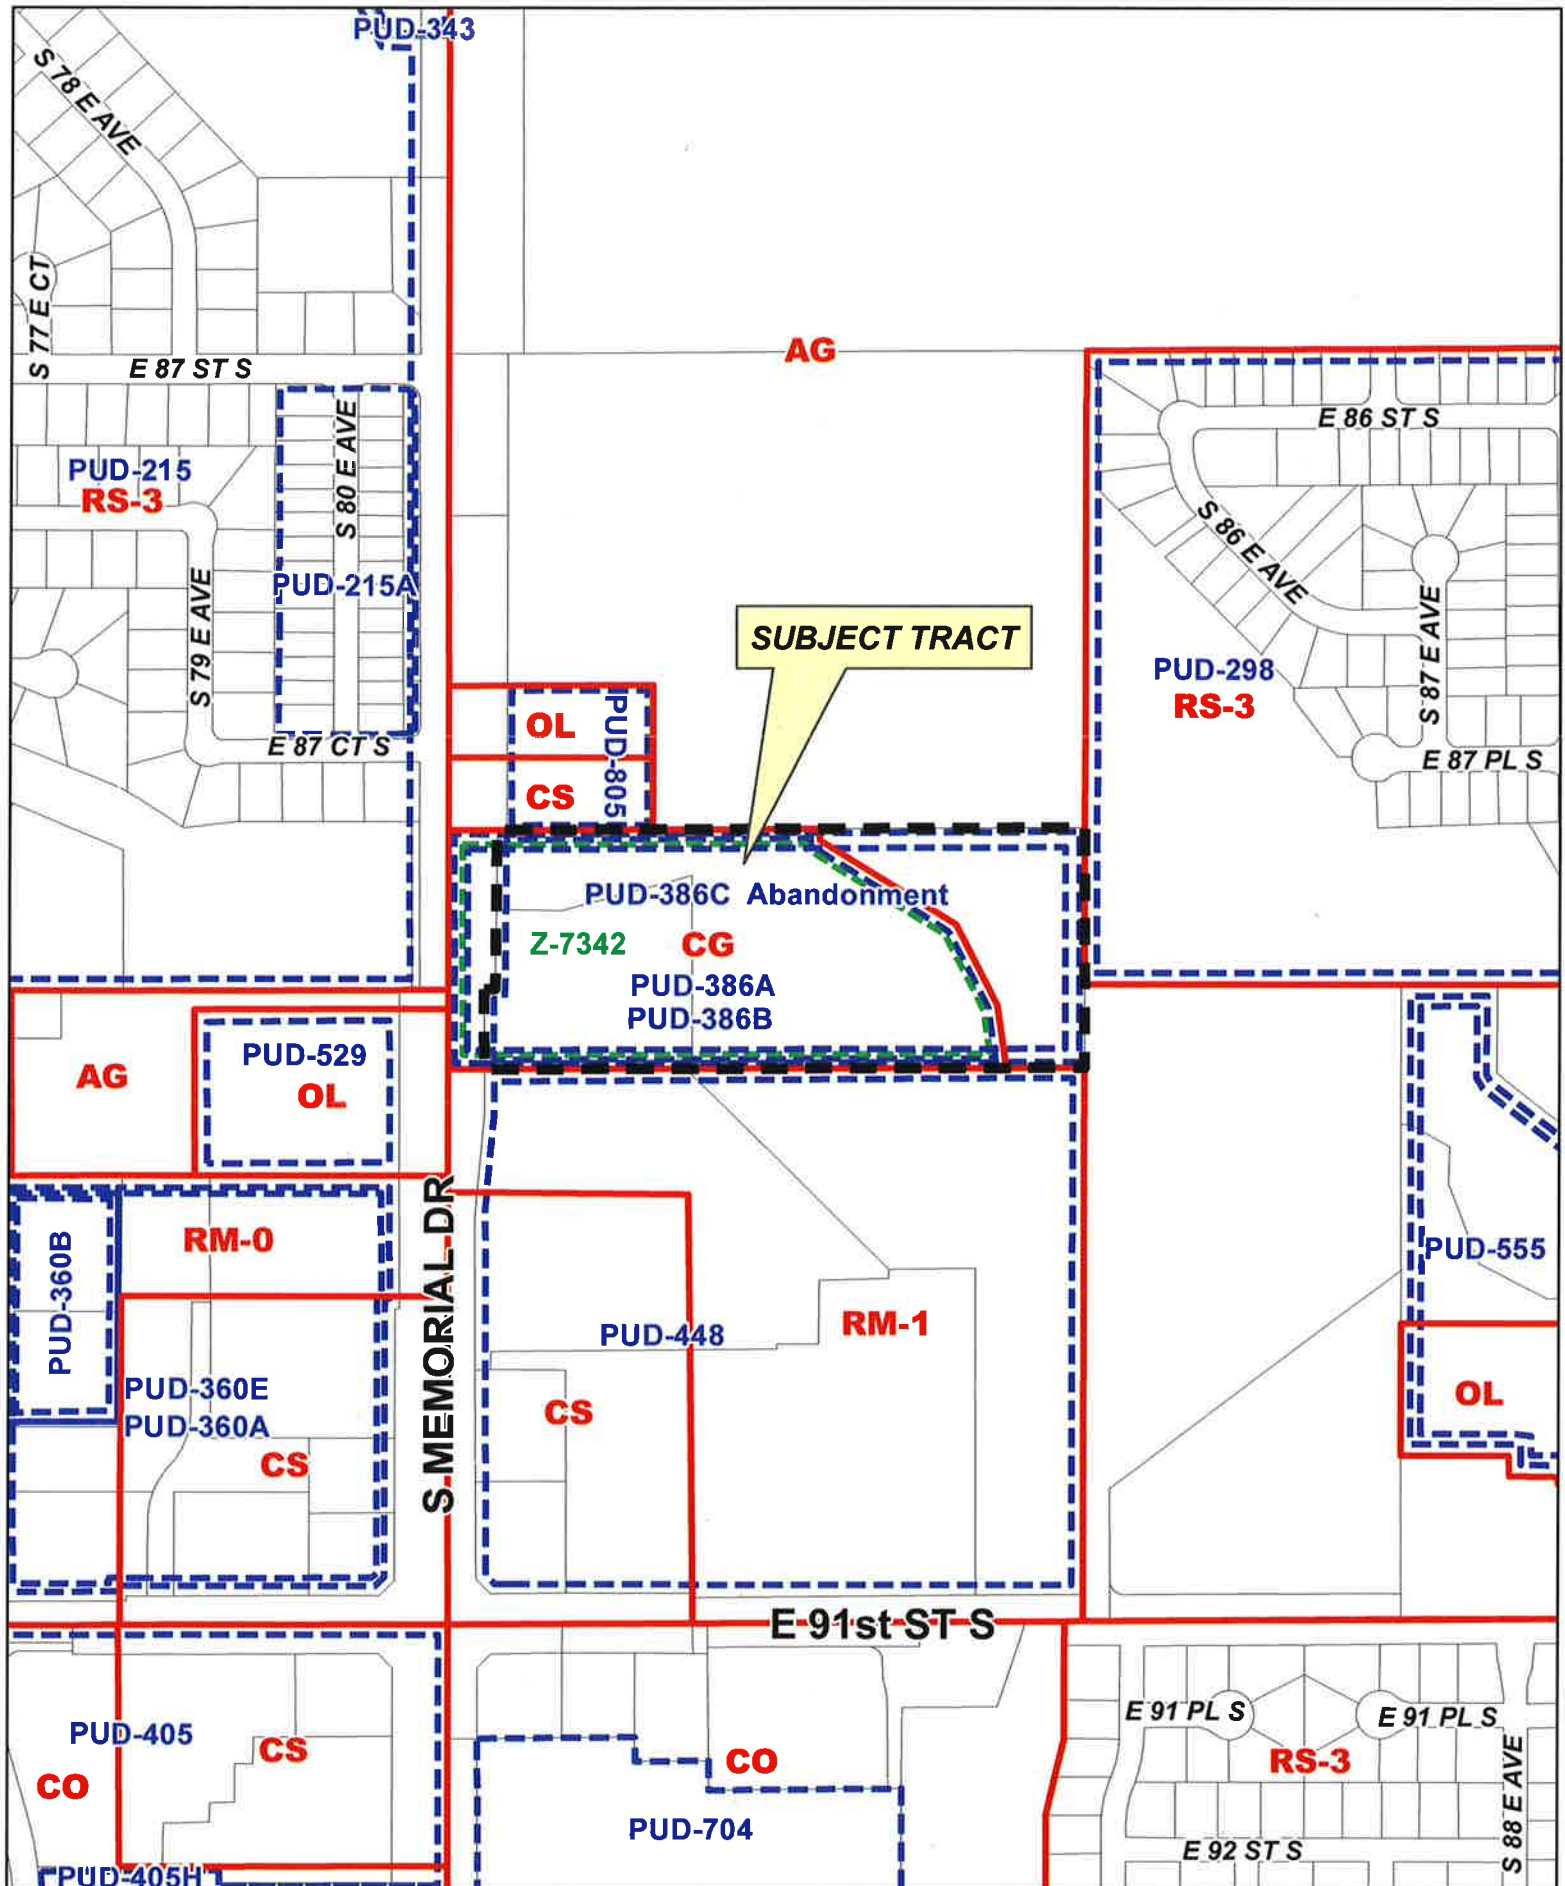 PUD-343
S 78 E AVE
S 77 E CT
E 87 ST S
AG
E 86 ST S
PUD-215
RS-3
S 80 E AVE
S 86 E AVE
PUD-215A
S 79 E AVE
S 87 E AVE
SUBJECT TRACT
PUD-298
RS-3
OL
PUD-805
E 87 CT S
E 87 PL S
CS
PUD-386C Abandonment
Z-7342
CG
PUD-386A
PUD-386B
PUD-529
AG
OL
S MEMORIAL DR
RM-0
PUD-360B
PUD-555
RM-1
PUD-448
PUD-360E
PUD-360A
CS
OL
CS
E 91st ST S
E 91 PL S
E 91 PL S
PUD-405
CS
CO
CO
RS-3
S 88 E AVE
PUD-704
E 92 ST S
PUD-405H